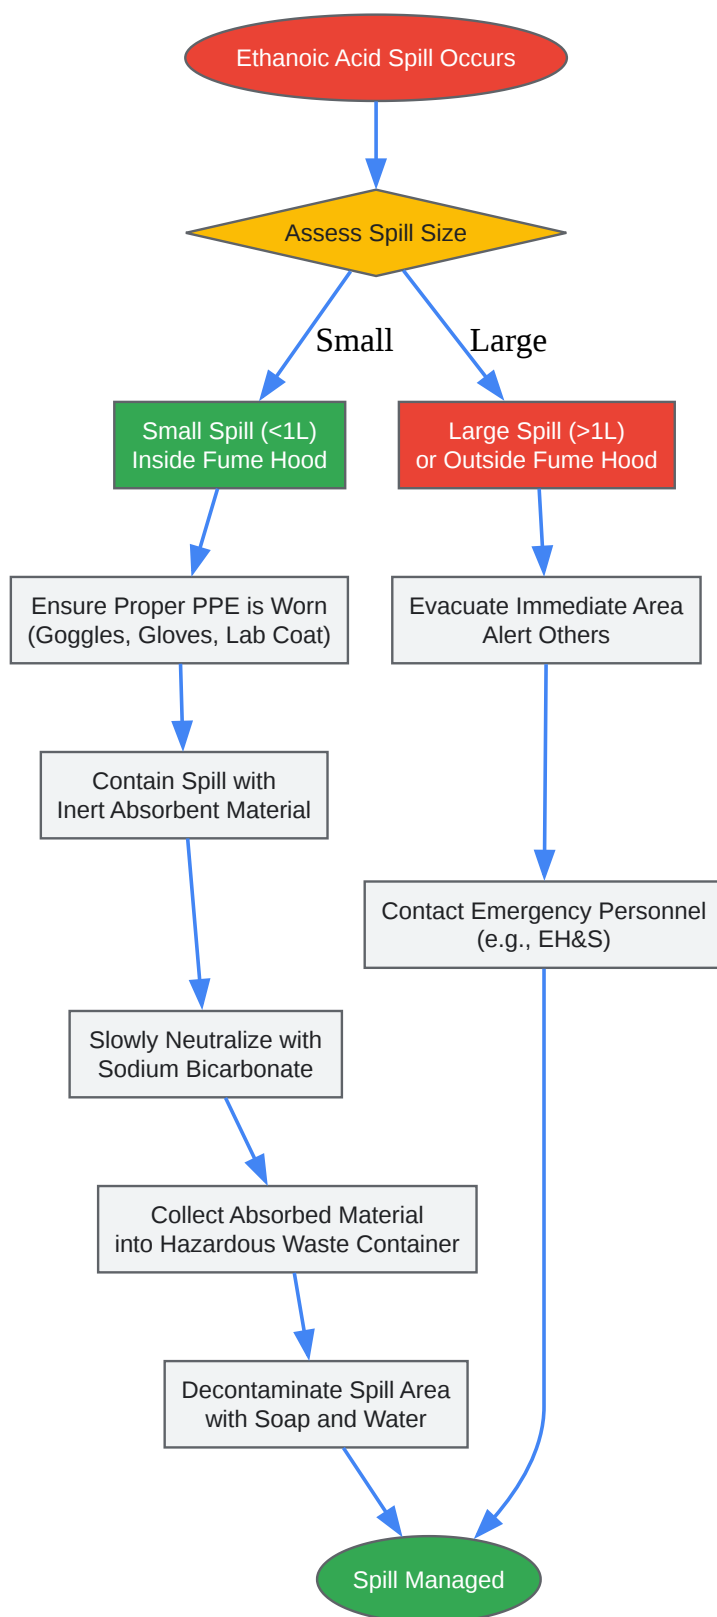 Ethanoic Acid Spill Occurs
Assess Spill Size
Small
Large
Small Spill (<1L)
Inside Fume Hood
Large Spill (>1L)
or Outside Fume Hood
Ensure Proper PPE is Worn
(Goggles, Gloves, Lab Coat)
Evacuate Immediate Area
Alert Others
Contain Spill with
Inert Absorbent Material
Contact Emergency Personnel
(e.g., EH&S)
Slowly Neutralize with
Sodium Bicarbonate
Collect Absorbed Material
into Hazardous Waste Container
Decontaminate Spill Area
with Soap and Water
Spill Managed